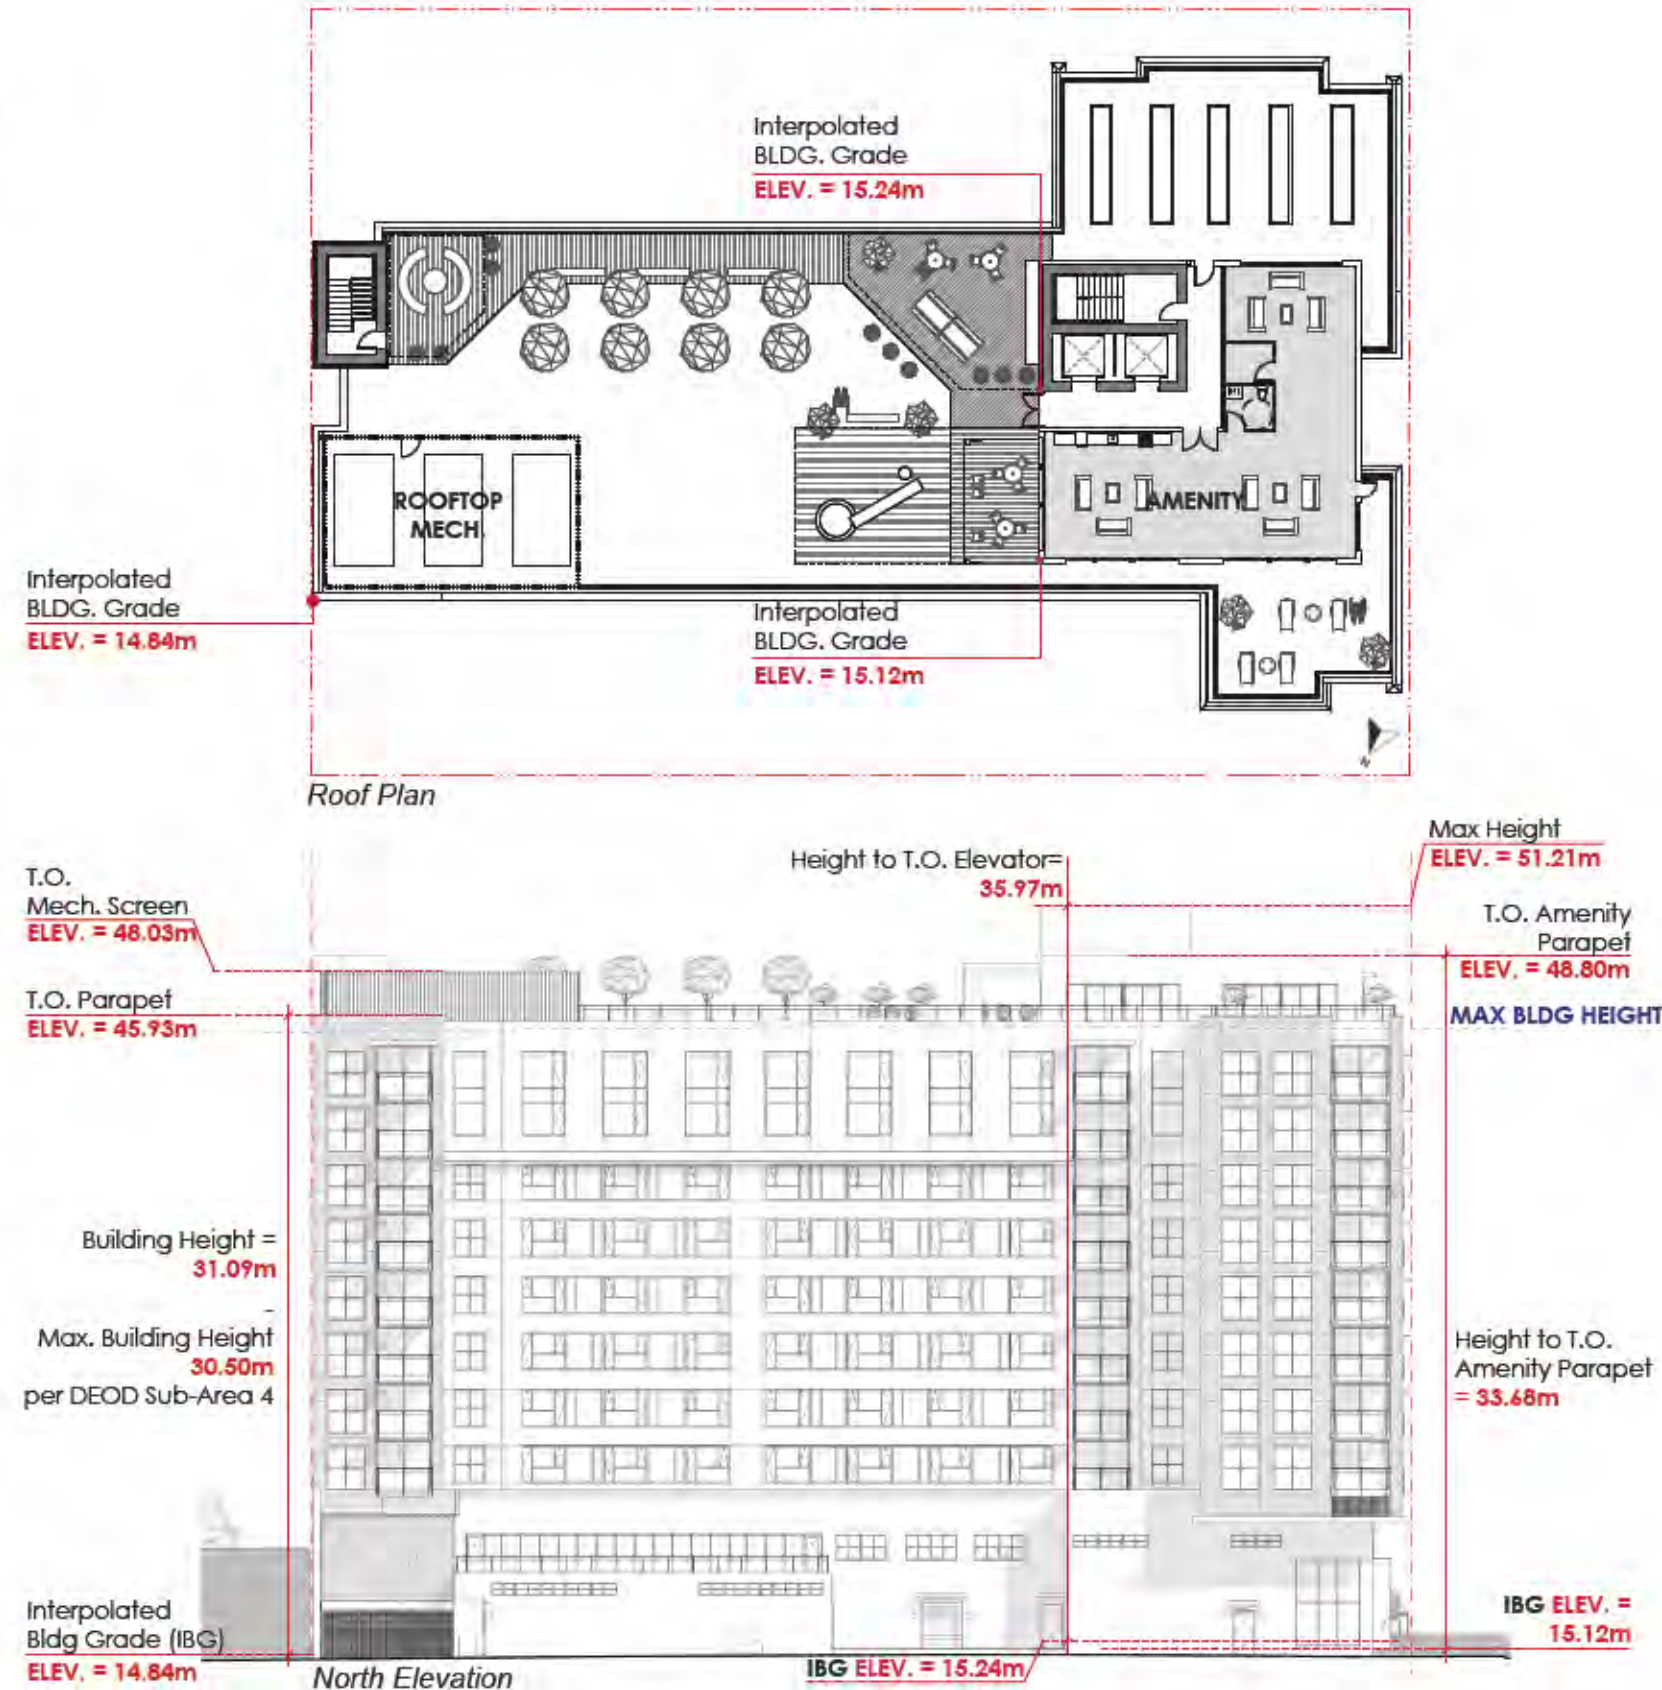 Interpolated
BLDG. Grade
ELEV. = 15.24m
ROOFTOP
MECH.
AMENITY
Interpolated
BLDG. Grade
ELEV. = 14.84m
Interpolated
BLDG. Grade
ELEV. = 15.12m
N
Roof Plan
Max Height
ELEV. = 51.21m
Height to T.O. Elevator=
35.97m
T.O.
Mech. Screen
ELEV. = 48.03m
T.O. Amenity
Parapet
ELEV. = 48.80m
T.O. Parapet
ELEV. = 45.93m
MAX BLDG HEIGHT
Building Height =
31.09m
-
Max. Building Height
30.50m
per DEOD Sub-Area 4
Height to T.O.
Amenity Parapet
= 33.68m
Interpolated
Bldg Grade (IBG)
ELEV. = 14.84m
IBG ELEV. =
15.12m
IBG ELEV. = 15.24m
North Elevation